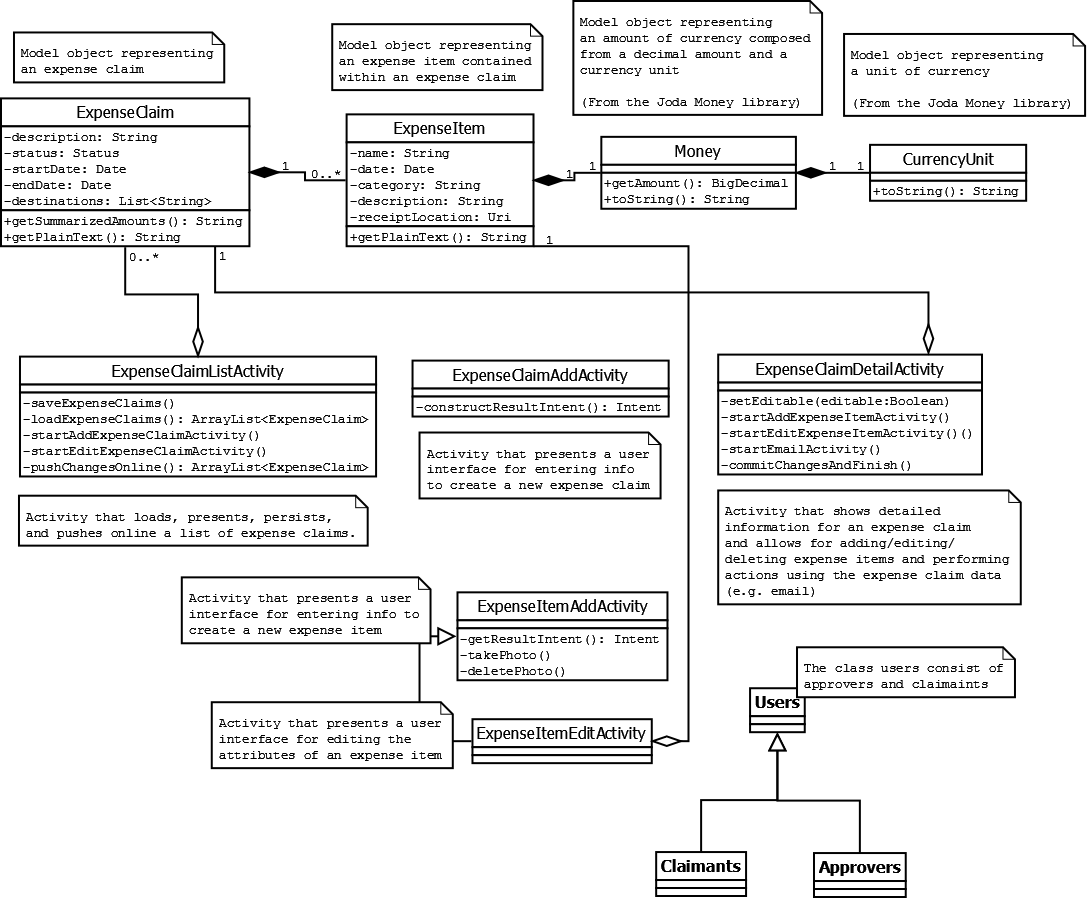 Model object representing
an expense claim
Model object representing
an expense item contained
within an expense claim
Model object representing
an amount of currency composed
from a decimal amount and a
currency unit
(From the Joda Money library)
Model object representing
a unit of currency
(From the Joda Money library)
ExpenseClaim
-description: String
-status: Status
-startDate: Date
-endDate: Date
-destinations: List<String>
+getSummarizedAmounts(): String
+getPlainText(): String
1
0..*
ExpenseItem
-name: String
-date: Date
-category: String
-description: String
-receiptLocation: Uri
+getPlainText(): String
1
1
Money
+getAmount(): BigDecimal
+toString(): String
1
1
CurrencyUnit
+toString(): String
0..*
1
1
ExpenseClaimListActivity
-saveExpenseClaims()
-loadExpenseClaims(): ArrayList<ExpenseClaim>
-startAddExpenseClaimActivity()
-startEditExpenseClaimActivity()
-pushChangesOnline(): ArrayList<ExpenseClaim>
Activity that loads, presents, persists,
and pushes online a list of expense claims.
ExpenseClaimAddActivity
-constructResultIntent(): Intent
Activity that presents a user
interface for entering info
to create a new expense claim
ExpenseClaimDetailActivity
-setEditable(editable:Boolean)
-startAddExpenseItemActivity()
-startEditExpenseItemActivity()()
-startEmailActivity()
-commitChangesAndFinish()
Activity that shows detailed
information for an expense claim
and allows for adding/editing/
deleting expense items and performing
actions using the expense claim data
(e.g. email)
Activity that presents a user
interface for entering info to
create a new expense item
ExpenseItemAddActivity
-getResultIntent(): Intent
-takePhoto()
-deletePhoto()
Activity that presents a user
interface for editing the
attributes of an expense item
ExpenseItemEditActivity
The class users consist of
approvers and claimaints
Users
Claimants
Approvers